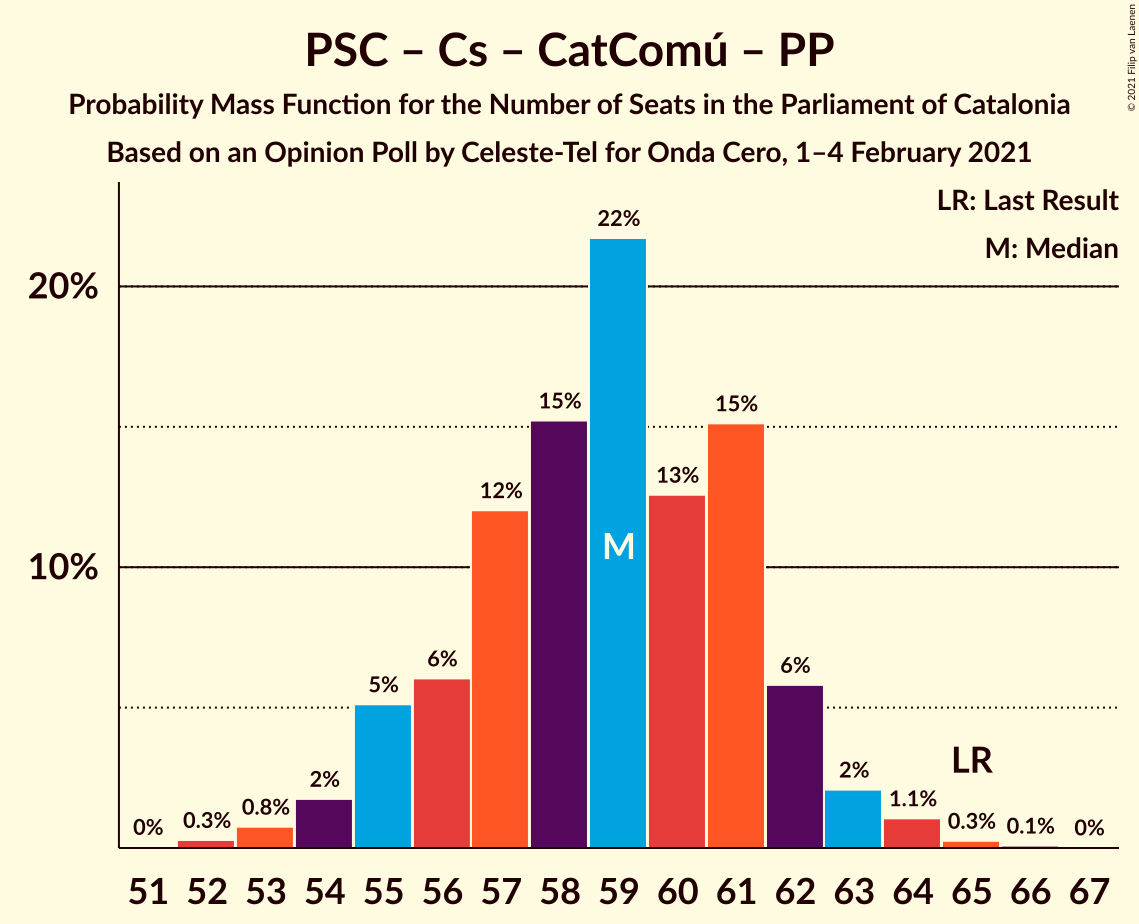 PSC – Cs – CatComú – PP
Probability Mass Function for the Number of Seats in the Parliament of Catalonia
Based on an Opinion Poll by Celeste-Tel for Onda Cero, 1–4 February 2021
© 2021 Filip van Laenen
LR: Last Result
M: Median
20%
10%
0%
0.3%
0.8%
2%
5%
6%
12%
15%
22%
13%
15%
6%
2%
1.1%
0.3%
0.1%
0%
M
LR
51 52 53 54 55 56 57 58 59 60 61 62 63 64 65 66 67